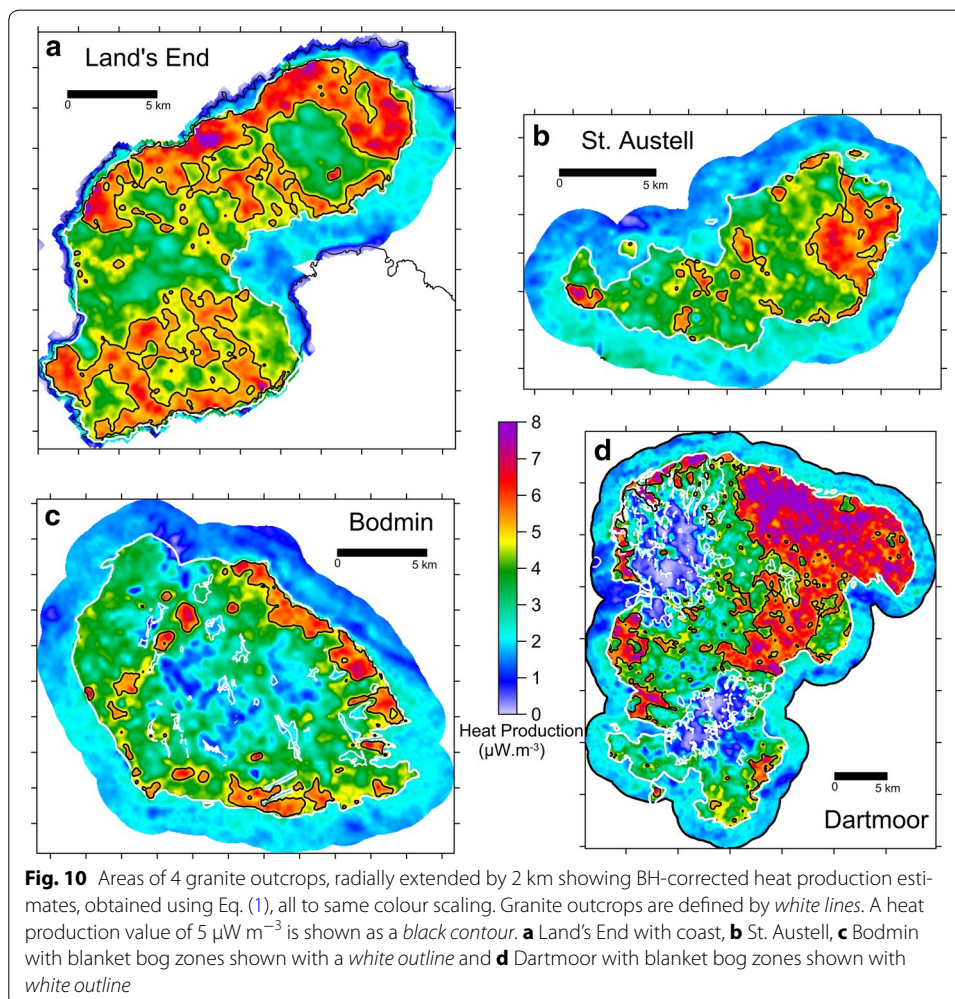 a
Land's End
0 5 km
b
St. Austell
0 5 km
c
Bodmin
0 5 km
8
7
6
5
4
3
2
1
0
Heat Production
(µW.m-3)
d
0 5 km
Dartmoor
Fig. 10 Areas of 4 granite outcrops, radially extended by 2 km showing BH-corrected heat production esti-
mates, obtained using Eq. (1), all to same colour scaling. Granite outcrops are defined by white lines. A heat
production value of 5 µW m−3 is shown as a black contour. a Land's End with coast, b St. Austell, c Bodmin
with blanket bog zones shown with a white outline and d Dartmoor with blanket bog zones shown with
white outline